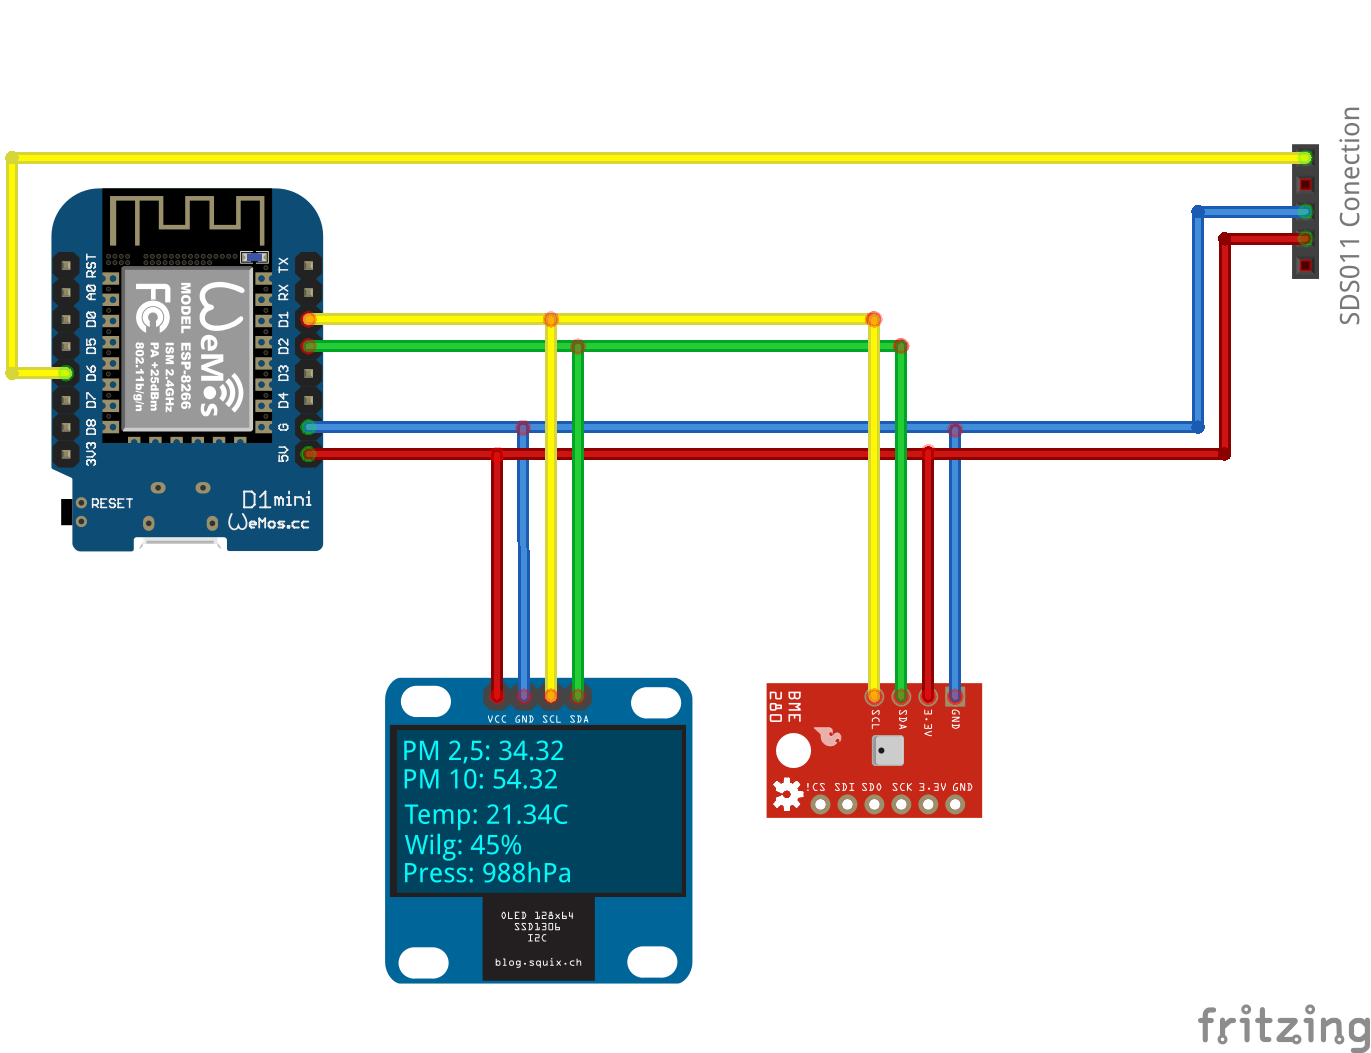 SDS011 Conection
RST
A0
D0
D5
D6
D7
D8
3V3
TX
RX
D1
D2
D3
D4
G
5V
WeMos
MODEL ESP-8266
ISM 2.4GHz
PA +25dBm
802.11b/g/n
FC
RESET
D1mini
WeMos.cc
VCC GND SCL SDA
PM 2,5: 34.32
PM 10: 54.32
Temp: 21.34C
Wilg: 45%
Press: 988hPa
OLED 128x64
SSD1306
I2C
blog.squix.ch
BME
280
SCL
SDA
3.3V
GND
!CS SDI SDO SCK 3.3V GND
fritzing